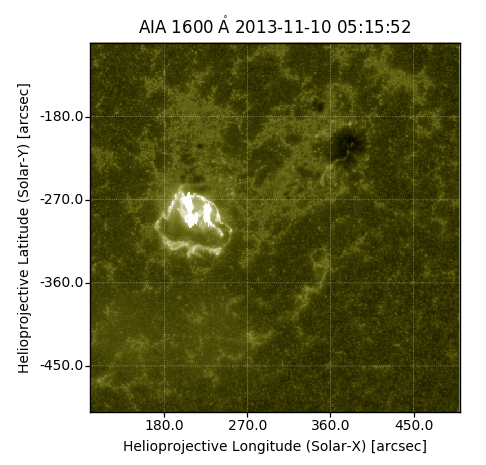 AIA 1600 Å 2013-11-10 05:15:52
Helioprojective Latitude (Solar-Y) [arcsec]
-180.0
-270.0
-360.0
-450.0
180.0 270.0 360.0 450.0
Helioprojective Longitude (Solar-X) [arcsec]